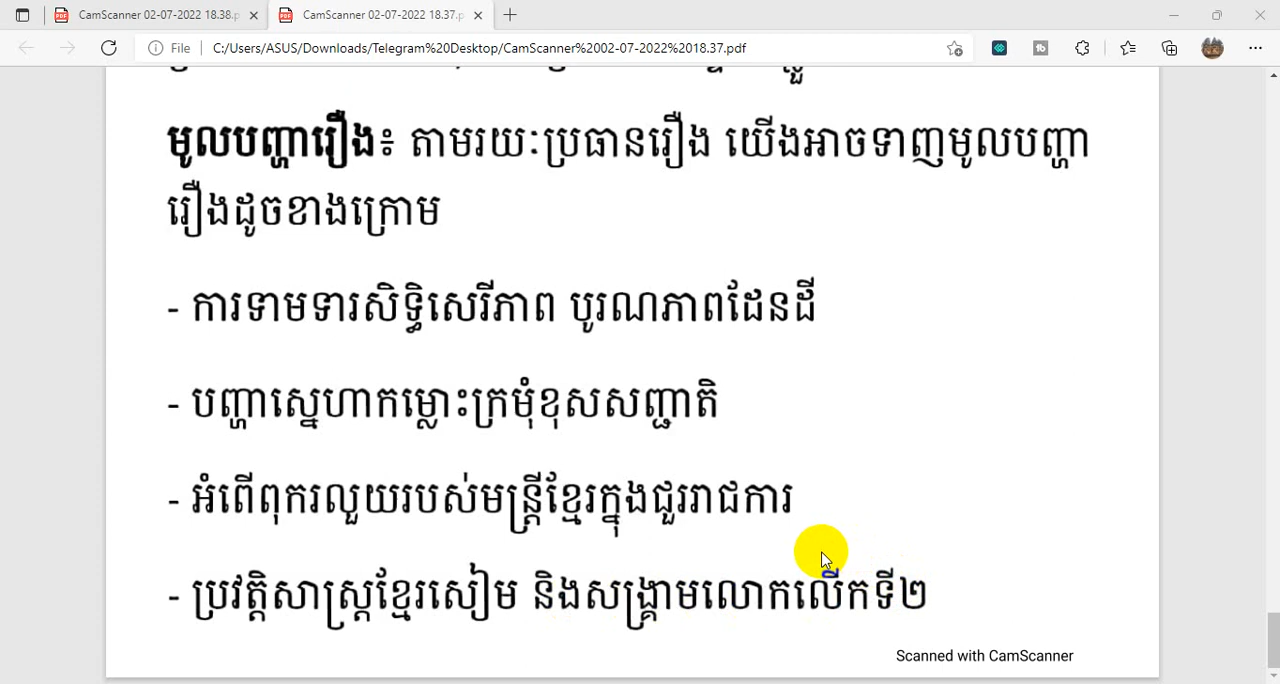 CamScanner 02-07-2022 18.38.p
CamScanner 02-07-2022 18.37.p
File
C:/Users/ASUS/Downloads/Telegram%20Desktop/CamScanner%2002-07-2022%2018.37.pdf
មូលបញ្ហារឿង៖ តាមរយៈប្រធានរឿង យើងអាចទាញមូលបញ្ហា
រឿងដូចខាងក្រោម
- ការទាមទារសិទ្ធិសេរីភាព បូរណភាពដែនដី
- បញ្ហាស្នេហាកម្លោះក្រមុំខុសសញ្ជាតិ
- អំពើពុករលួយរបស់មន្ត្រីខ្មែរក្នុងជួររាជការ
- ប្រវត្តិសាស្ត្រខ្មែរសៀម និងសង្គ្រាមលោកលើកទី២
Scanned with CamScanner